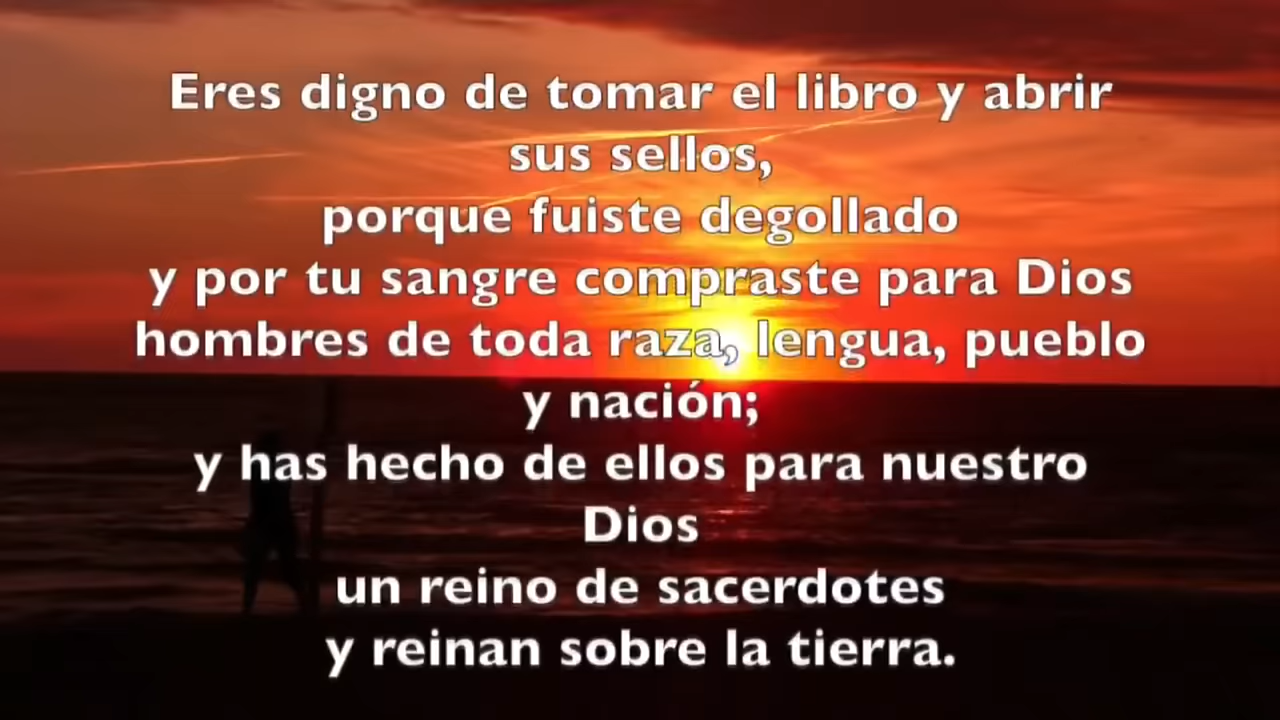 Eres digno de tomar el libro y abrir
sus sellos,
porque fuiste degollado
y por tu sangre compraste para Dios
hombres de toda raza, lengua, pueblo
y nación;
y has hecho de ellos para nuestro
Dios
un reino de sacerdotes
y reinan sobre la tierra.